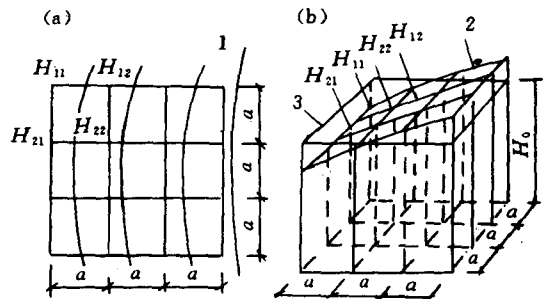 (a)
1
H₁₁ H₁₂
H₂₁ H₂₂
a
a
a
a a a
(b)
2
H₁₂
H₂₂
H₁₁
H₂₁
3
H₀
a
a
a
a a a